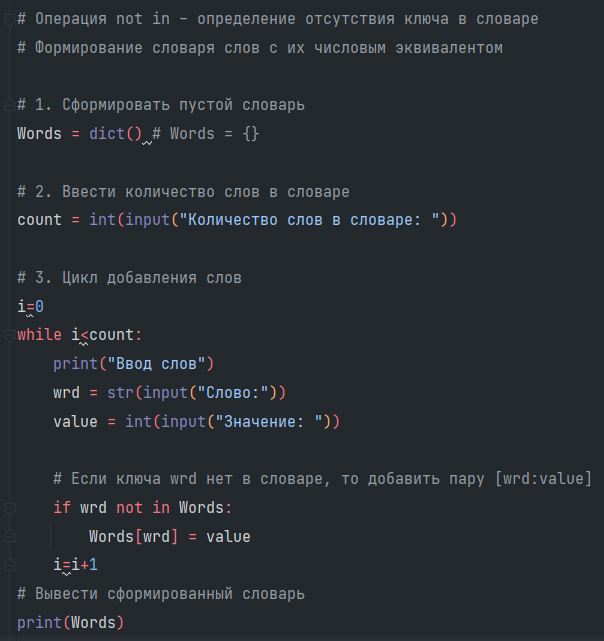 # Операция not in – определение отсутствия ключа в словаре
# Формирование словаря слов с их числовым эквивалентом
# 1. Сформировать пустой словарь
Words = dict() # Words = {}
# 2. Ввести количество слов в словаре
count = int(input("Количество слов в словаре: "))
# 3. Цикл добавления слов
i=0
while i<count:
    print("Ввод слов")
    wrd = str(input("Слово:"))
    value = int(input("Значение: "))
    # Если ключа wrd нет в словаре, то добавить пару [wrd:value]
    if wrd not in Words:
        Words[wrd] = value
    i=i+1
# Вывести сформированный словарь
print(Words)